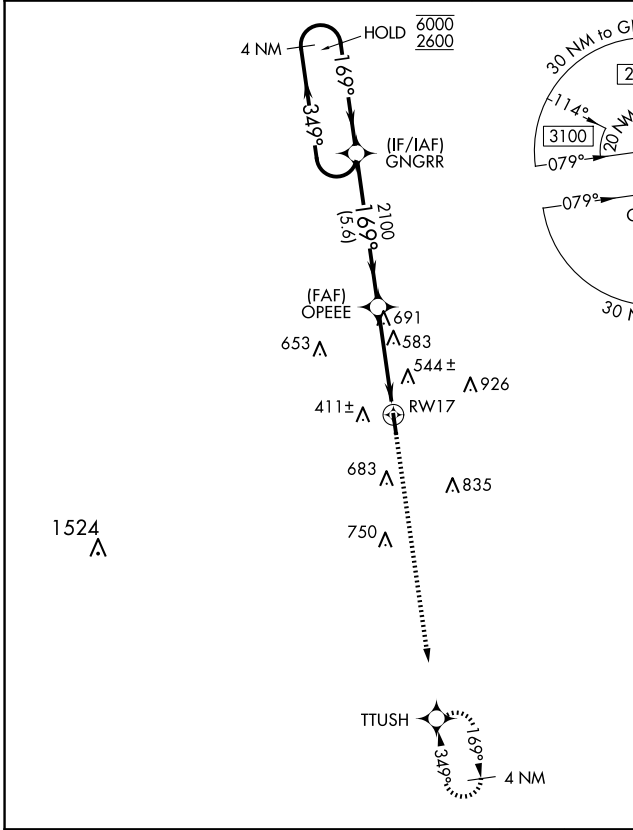 HOLD 6000
2600
4 NM
169°
349°
(IF/IAF)
GNGRR
2100
169°
(5.6)
(FAF)
OPEEE
691
583
653
544 ±
926
411±
RW17
683
835
750
1524
TTUSH
169°
349°
4 NM
30 NM to
114°
20 NM
3100
079°
079°